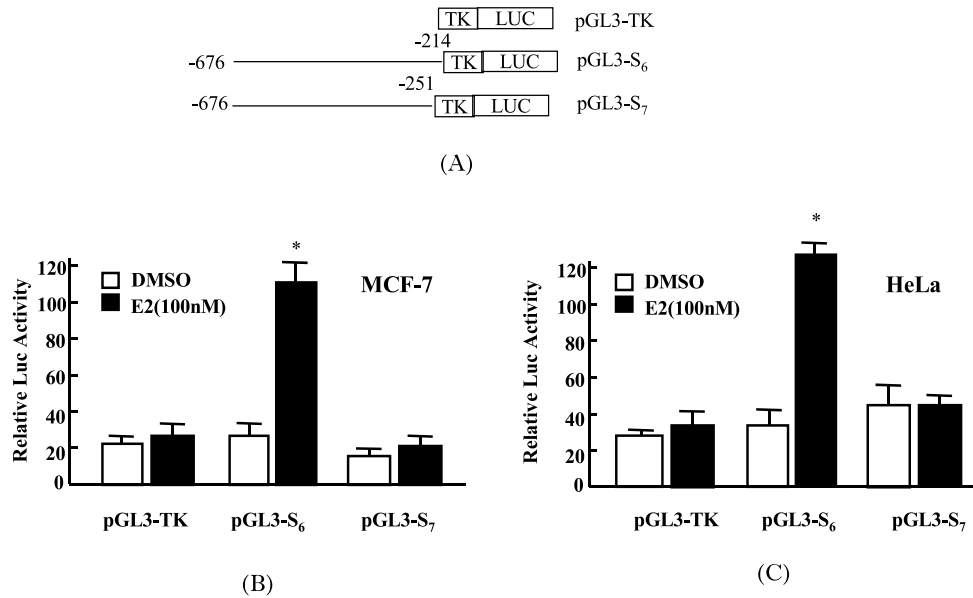 TK LUC pGL3-TK
-214
-676 TK LUC pGL3-S6
-251
-676 TK LUC pGL3-S7
(A)
Relative Luc Activity
120
100
80
60
40
20
0
DMSO
E2(100nM)
*
MCF-7
pGL3-TK pGL3-S6 pGL3-S7
(B)
Relative Luc Activity
120
80
60
40
20
0
DMSO
E2(100nM)
*
HeLa
pGL3-TK pGL3-S6 pGL3-S7
(C)